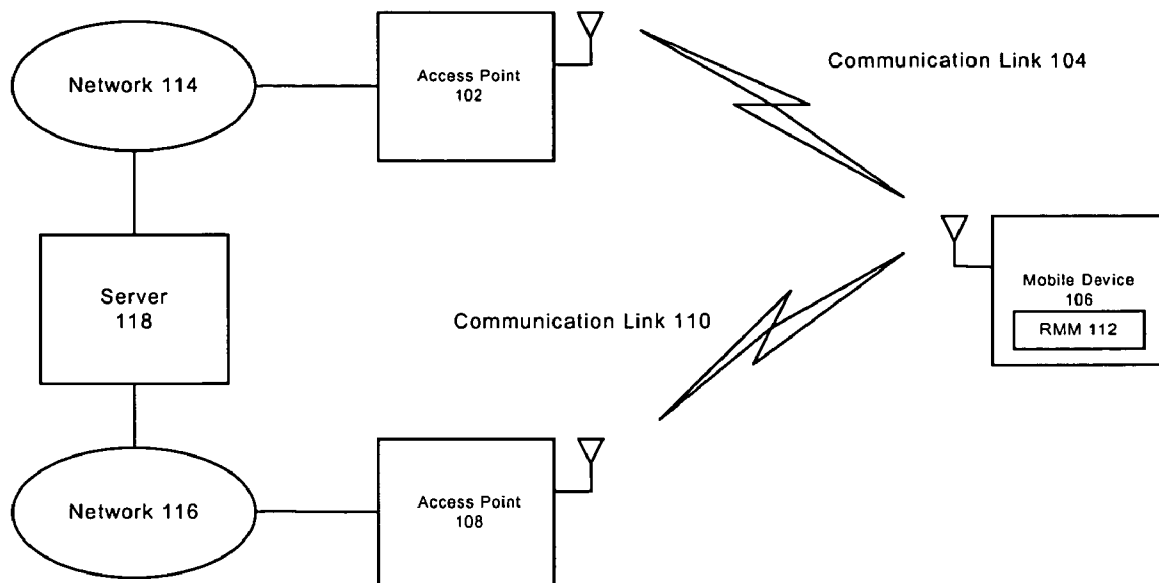 Network 114
Access Point
102
Communication Link 104
Server
118
Mobile Device
106
RMM 112
Communication Link 110
Network 116
Access Point
108